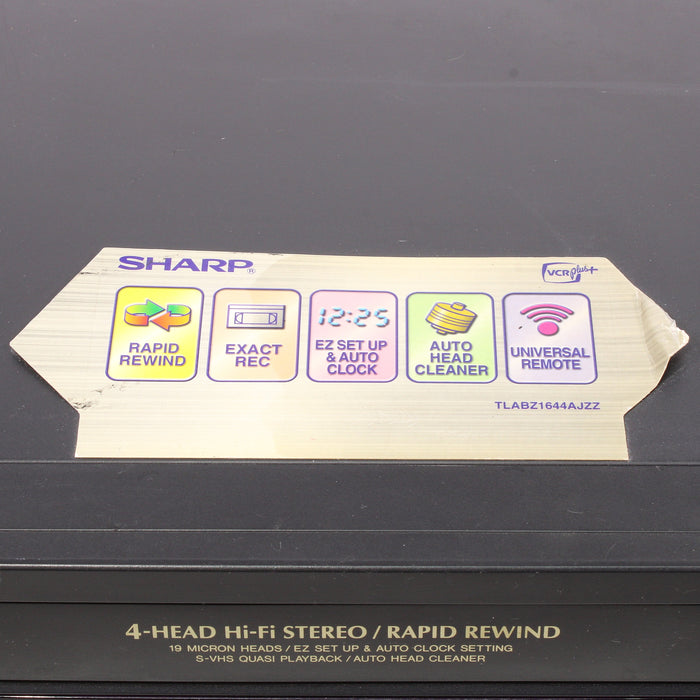 SHARP®
VCR plus+
RAPID
REWIND
EXACT
REC
12:25
EZ SET UP
& AUTO
CLOCK
AUTO
HEAD
CLEANER
UNIVERSAL
REMOTE
TLABZ1644AJZZ
4-HEAD Hi-Fi STEREO / RAPID REWIND
19 MICRON HEADS / EZ SET UP & AUTO CLOCK SETTING
S-VHS QUASI PLAYBACK / AUTO HEAD CLEANER